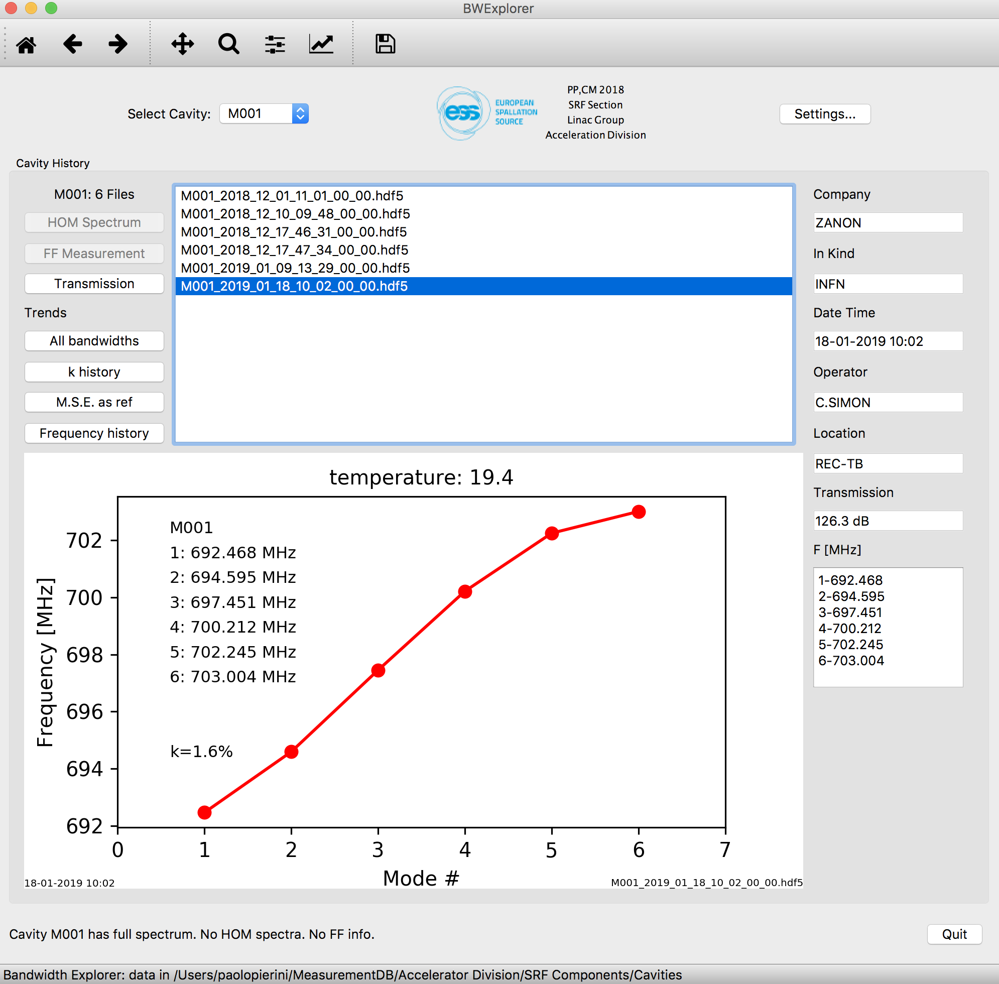 BWExplorer
Select Cavity:
M001
ess
EUROPEAN
SPALLATION
SOURCE
PP,CM 2018
SRF Section
Linac Group
Acceleration Division
Settings...
Cavity History
M001: 6 Files
HOM Spectrum
FF Measurement
Transmission
Trends
All bandwidths
k history
M.S.E. as ref
Frequency history
M001_2018_12_01_11_01_00_00.hdf5
M001_2018_12_10_09_48_00_00.hdf5
M001_2018_12_17_46_31_00_00.hdf5
M001_2018_12_17_47_34_00_00.hdf5
M001_2019_01_09_13_29_00_00.hdf5
M001_2019_01_18_10_02_00_00.hdf5
Company
ZANON
In Kind
INFN
Date Time
18-01-2019 10:02
Operator
C.SIMON
Location
REC-TB
Transmission
126.3 dB
F [MHz]
1-692.468
2-694.595
3-697.451
4-700.212
5-702.245
6-703.004
temperature: 19.4
M001
1: 692.468 MHz
2: 694.595 MHz
3: 697.451 MHz
4: 700.212 MHz
5: 702.245 MHz
6: 703.004 MHz
k=1.6%
Frequency [MHz]
702
700
698
696
694
692
0 1 2 3 4 5 6 7
Mode #
18-01-2019 10:02
M001_2019_01_18_10_02_00_00.hdf5
Cavity M001 has full spectrum. No HOM spectra. No FF info.
Quit
Bandwidth Explorer: data in /Users/paolopierini/MeasurementDB/Accelerator Division/SRF Components/Cavities